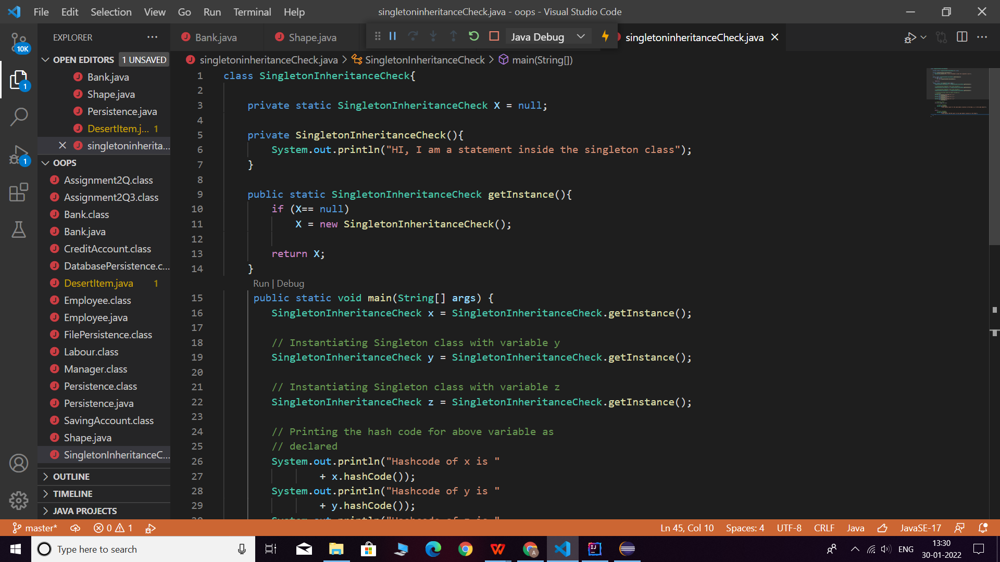 File Edit Selection View Go Run Terminal Help
singletoninheritanceCheck.java - oops - Visual Studio Code
10K
1
1
EXPLORER
OPEN EDITORS 1 UNSAVED
Bank.java
Shape.java
Persistence.java
DesertItem.j... 1
singletoninherita...
OOPS
Assignment2Q.class
Assignment2Q3.class
Bank.class
Bank.java
CreditAccount.class
DatabasePersistence.c...
DesertItem.java 1
Employee.class
Employee.java
FilePersistence.class
Labour.class
Manager.class
Persistence.class
Persistence.java
SavingAccount.class
Shape.java
SingletonInheritanceC...
OUTLINE
TIMELINE
JAVA PROJECTS
Bank.java Shape.java Java Debug singletoninheritanceCheck.java
singletoninheritanceCheck.java > SingletonInheritanceCheck > main(String[])
1 class SingletonInheritanceCheck{
2
3 private static SingletonInheritanceCheck X = null;
4
5 private SingletonInheritanceCheck(){
6 System.out.println("HI, I am a statement inside the singleton class");
7 }
8
9 public static SingletonInheritanceCheck getInstance(){
10 if (X== null)
11 X = new SingletonInheritanceCheck();
12
13 return X;
14 }
Run | Debug
15 public static void main(String[] args) {
16 SingletonInheritanceCheck x = SingletonInheritanceCheck.getInstance();
17
18 // Instantiating Singleton class with variable y
19 SingletonInheritanceCheck y = SingletonInheritanceCheck.getInstance();
20
21 // Instantiating Singleton class with variable z
22 SingletonInheritanceCheck z = SingletonInheritanceCheck.getInstance();
23
24 // Printing the hash code for above variable as
25 // declared
26 System.out.println("Hashcode of x is "
27 + x.hashCode());
28 System.out.println("Hashcode of y is "
29 + y.hashCode());
master* 0 1 Ln 45, Col 10 Spaces: 4 UTF-8 CRLF Java JavaSE-17
Type here to search
ENG
13:30
30-01-2022